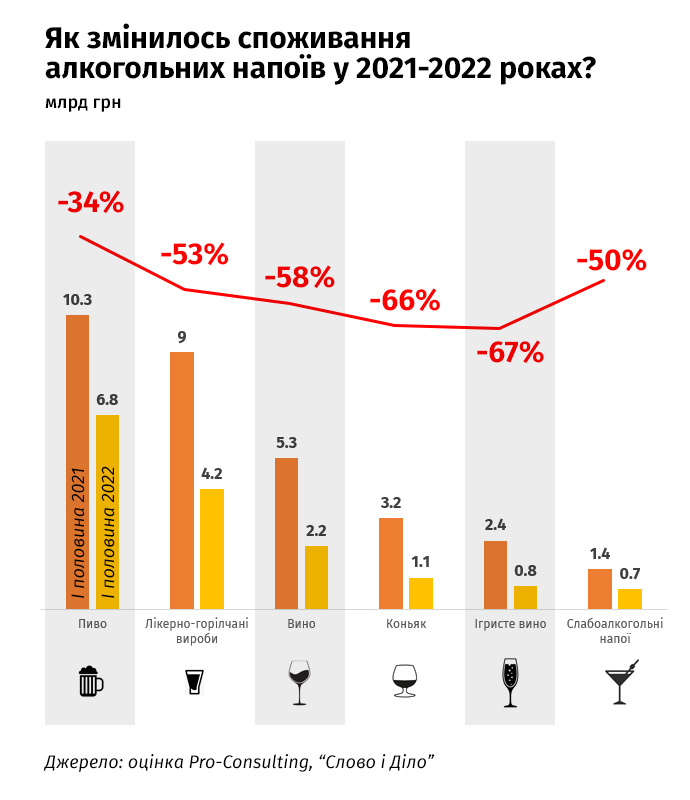 Як змінилось споживання
алкогольних напоїв у 2021-2022 роках?
млрд грн
-34%
-53%
-58%
-66%
-67%
-50%
10.3
6.8
9
4.2
5.3
2.2
3.2
1.1
2.4
0.8
1.4
0.7
І половина 2021
І половина 2022
Пиво
Лікерно-горілчані
вироби
Вино
Коньяк
Ігристе вино
Слабоалкогольні
напої
Джерело: оцінка Pro-Consulting, “Слово і Діло”